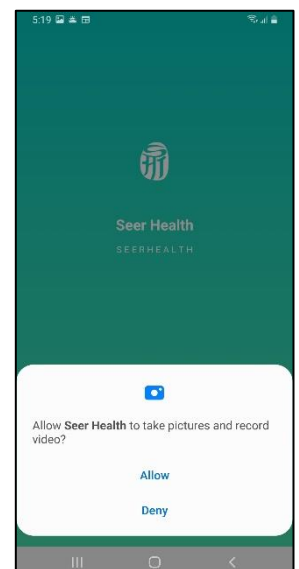 5:19
Seer Health
SEERHEALTH
Allow Seer Health to take pictures and record
video?
Allow
Deny